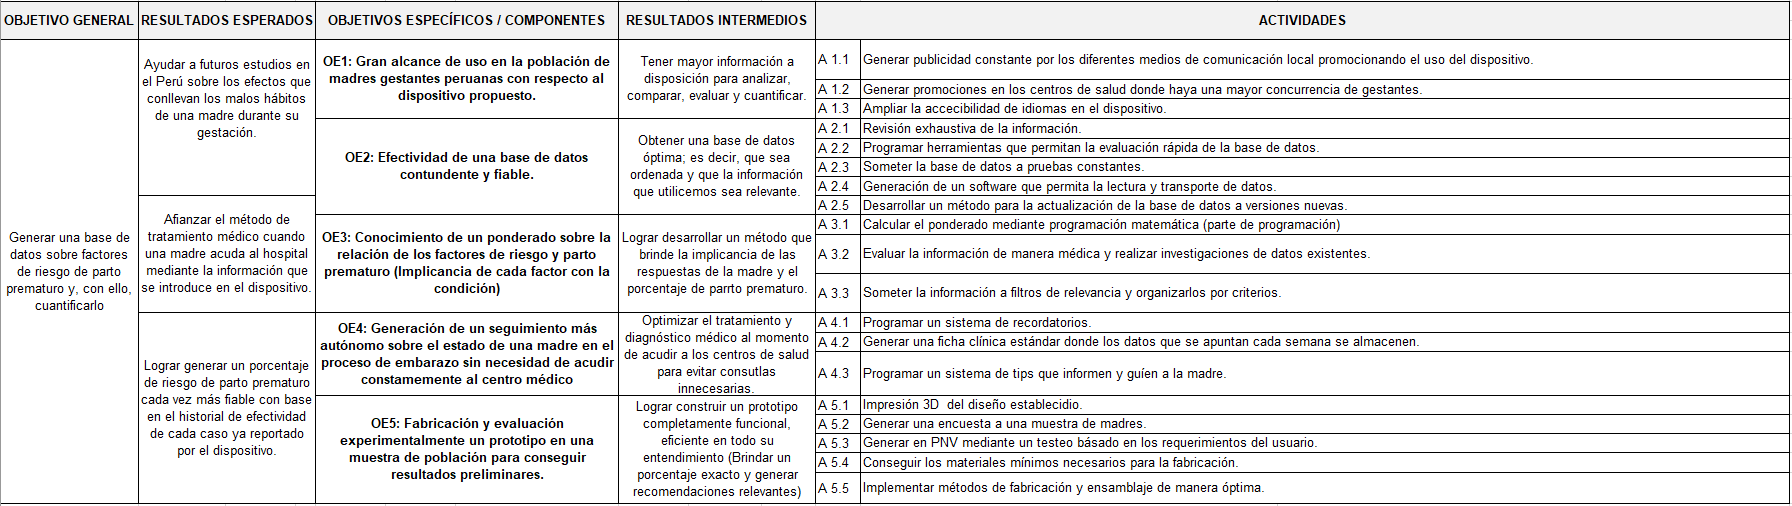 OBJETIVO GENERAL
RESULTADOS ESPERADOS
OBJETIVOS ESPECÍFICOS / COMPONENTES
RESULTADOS INTERMEDIOS
ACTIVIDADES
Generar una base de
datos sobre factores
de riesgo de parto
prematuro y, con ello,
cuantificarlo
Ayudar a futuros estudios en
el Perú sobre los efectos que
conllevan los malos hábitos
de una madre durante su
gestación.
Afianzar el método de
tratamiento médico cuando
una madre acuda al hospital
mediante la información que
se introduce en el dispositivo.
Lograr generar un porcentaje
de riesgo de parto prematuro
cada vez más fiable con base
en el historial de efectividad
de cada caso ya reportado
por el dispositivo.
OE1: Gran alcance de uso en la población de
madres gestantes peruanas con respecto al
dispositivo propuesto.
Tener mayor información a
disposición para analizar,
comparar, evaluar y cuantificar.
A 1.1 Generar publicidad constante por los diferentes medios de comunicación local promocionando el uso del dispositivo.
A 1.2 Generar promociones en los centros de salud donde haya una mayor concurrencia de gestantes.
A 1.3 Ampliar la accecibilidad de idiomas en el dispositivo.
OE2: Efectividad de una base de datos
contundente y fiable.
Obtener una base de datos
óptima; es decir, que sea
ordenada y que la información
que utilicemos sea relevante.
A 2.1 Revisión exhaustiva de la información.
A 2.2 Programar herramientas que permitan la evaluación rápida de la base de datos.
A 2.3 Someter la base de datos a pruebas constantes.
A 2.4 Generación de un software que permita la lectura y transporte de datos.
A 2.5 Desarrollar un método para la actualización de la base de datos a versiones nuevas.
OE3: Conocimiento de un ponderado sobre la
relación de los factores de riesgo y parto
prematuro (Implicancia de cada factor con la
condición)
Lograr desarrollar un método que
brinde la implicancia de las
respuestas de la madre y el
porcentaje de parrto prematuro.
A 3.1 Calcular el ponderado mediante programación matemática (parte de programación)
A 3.2 Evaluar la información de manera médica y realizar investigaciones de datos existentes.
A 3.3 Someter la información a filtros de relevancia y organizarlos por criterios.
OE4: Generación de un seguimiento más
autónomo sobre el estado de una madre en el
proceso de embarazo sin necesidad de acudir
constamemente al centro médico
Optimizar el tratamiento y
diagnóstico médico al momento
de acudir a los centros de salud
para evitar consutlas
innecesarias.
A 4.1 Programar un sistema de recordatorios.
A 4.2 Generar una ficha clínica estándar donde los datos que se apuntan cada semana se almacenen.
A 4.3 Programar un sistema de tips que informen y guíen a la madre.
OE5: Fabricación y evaluación
experimentalmente un prototipo en una
muestra de población para conseguir
resultados preliminares.
Lograr construir un prototipo
completamente funcional,
eficiente en todo su
entendimiento (Brindar un
porcentaje exacto y generar
recomendaciones relevantes)
A 5.1 Impresión 3D del diseño establecidio.
A 5.2 Generar una encuesta a una muestra de madres.
A 5.3 Generar en PNV mediante un testeo básado en los requerimientos del usuario.
A 5.4 Conseguir los materiales mínimos necesarios para la fabricación.
A 5.5 Implementar métodos de fabricación y ensamblaje de manera óptima.